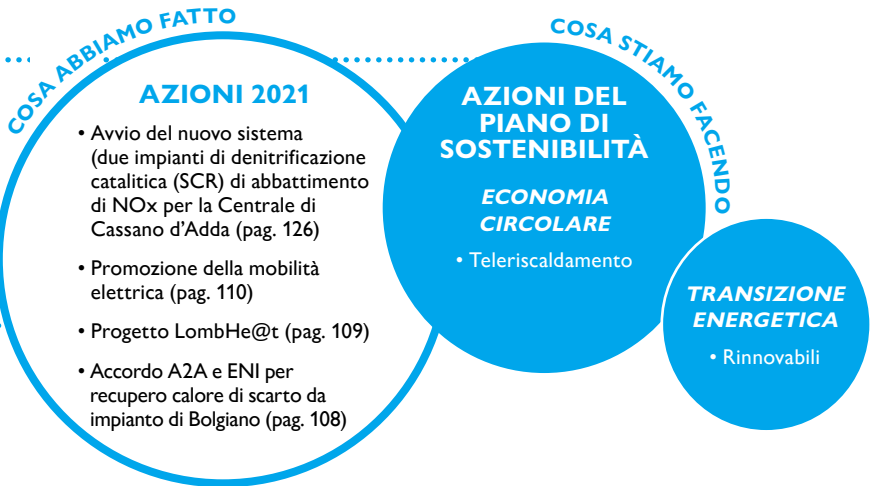 COSA ABBIAMO FATTO
AZIONI 2021
• Avvio del nuovo sistema
(due impianti di denitrificazione
catalitica (SCR) di abbattimento
di NOx per la Centrale di
Cassano d’Adda (pag. 126)
• Promozione della mobilità
elettrica (pag. 110)
• Progetto LombHe@t (pag. 109)
• Accordo A2A e ENI per
recupero calore di scarto da
impianto di Bolgiano (pag. 108)
COSA STIAMO FACENDO
AZIONI DEL
PIANO DI
SOSTENIBILITÀ
ECONOMIA
CIRCOLARE
• Teleriscaldamento
TRANSIZIONE
ENERGETICA
• Rinnovabili